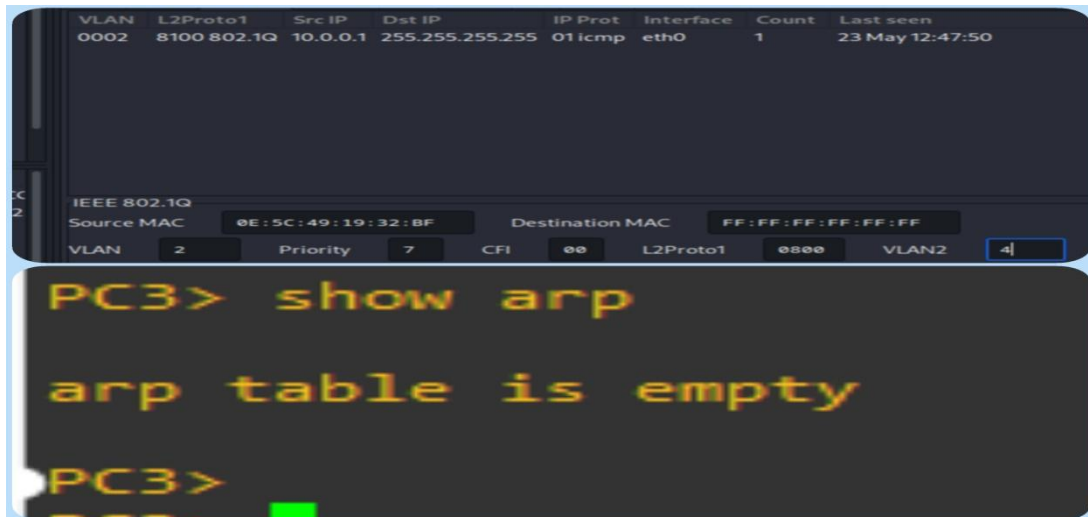 VLAN L2Proto1 Src IP Dst IP IP Prot Interface Count Last seen
0002 8100 802.1Q 10.0.0.1 255.255.255.255 01 icmp eth0 1 23 May 12:47:50
IEEE 802.1Q
Source MAC 0E:5C:49:19:32:BF Destination MAC FF:FF:FF:FF:FF:FF
VLAN 2 Priority 7 CFI 00 L2Proto1 0800 VLAN2 4
PC3> show arp
arp table is empty
PC3>